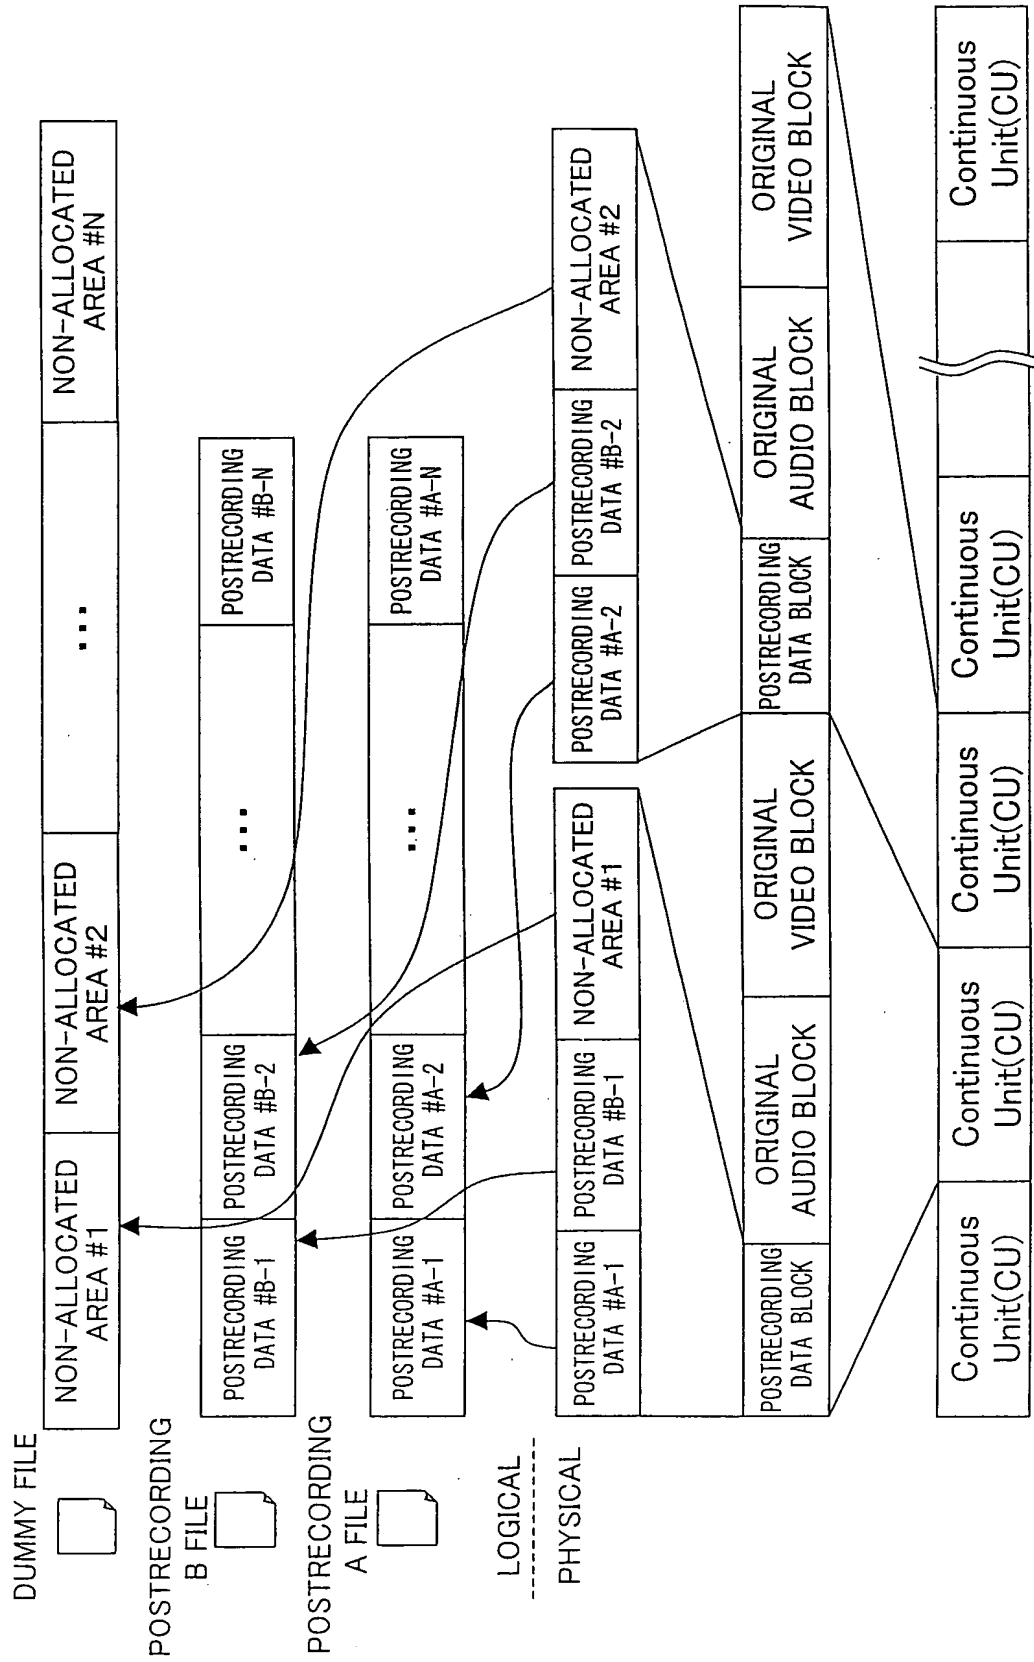 DUMMY FILE
NON-ALLOCATED
AREA #1
NON-ALLOCATED
AREA #2
...
NON-ALLOCATED
AREA #N
POSTRECORDING
B FILE
POSTRECORDING
DATA #B-1
POSTRECORDING
DATA #B-2
...
POSTRECORDING
DATA #B-N
POSTRECORDING
A FILE
POSTRECORDING
DATA #A-1
POSTRECORDING
DATA #A-2
...
POSTRECORDING
DATA #A-N
LOGICAL
PHYSICAL
POSTRECORDING
DATA #A-1
POSTRECORDING
DATA #B-1
NON-ALLOCATED
AREA #1
POSTRECORDING
DATA #A-2
POSTRECORDING
DATA #B-2
NON-ALLOCATED
AREA #2
POSTRECORDING
DATA BLOCK
ORIGINAL
AUDIO BLOCK
ORIGINAL
VIDEO BLOCK
POSTRECORDING
DATA BLOCK
ORIGINAL
AUDIO BLOCK
ORIGINAL
VIDEO BLOCK
Continuous
Unit(CU)
Continuous
Unit(CU)
Continuous
Unit(CU)
Continuous
Unit(CU)
Continuous
Unit(CU)